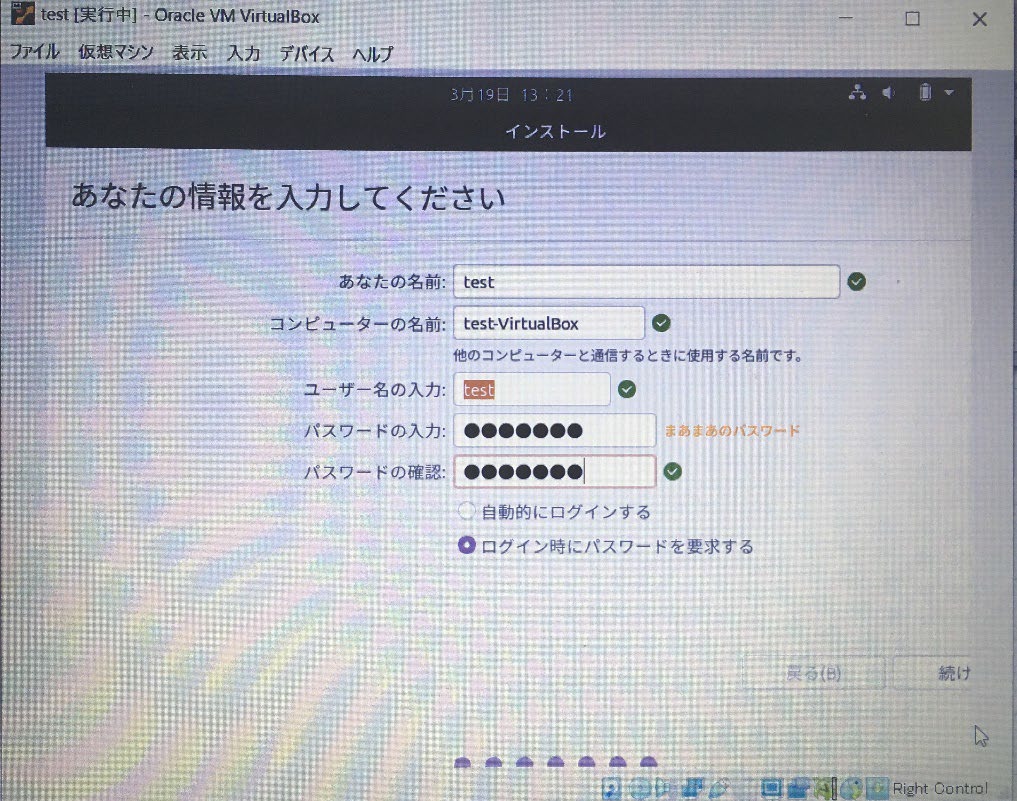 test [実行中] - Oracle VM VirtualBox
ファイル 仮想マシン 表示 入力 デバイス ヘルプ
3月19日 13：21
インストール
あなたの情報を入力してください
あなたの名前: test
コンピューターの名前: test-VirtualBox
他のコンピューターと通信するときに使用する名前です。
ユーザー名の入力: test
パスワードの入力: ●●●●●●● まあまあのパスワード
パスワードの確認: ●●●●●●●
自動的にログインする
ログイン時にパスワードを要求する
戻る(B) 続け
Right Control